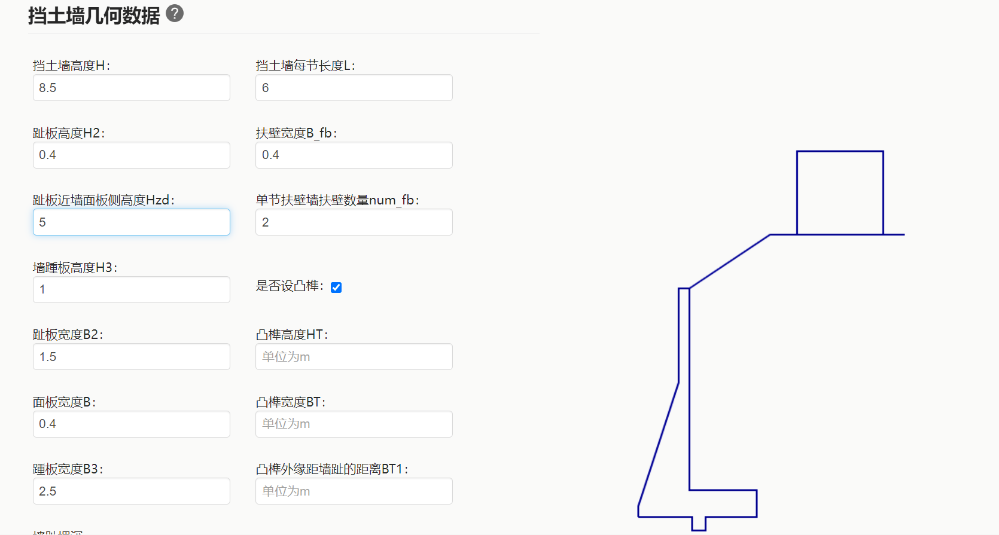 挡土墙几何数据 ?
挡土墙高度H:
挡土墙每节长度L:
8.5
6
趾板高度H2:
扶壁宽度B_fb:
0.4
0.4
趾板近墙面板侧高度Hzd:
单节扶壁墙扶壁数量num_fb:
5
2
墙踵板高度H3:
是否设凸榫:
1
趾板宽度B2:
凸榫高度HT:
1.5
单位为m
面板宽度B:
凸榫宽度BT:
0.4
单位为m
踵板宽度B3:
凸榫外缘距墙趾的距离BT1:
2.5
单位为m